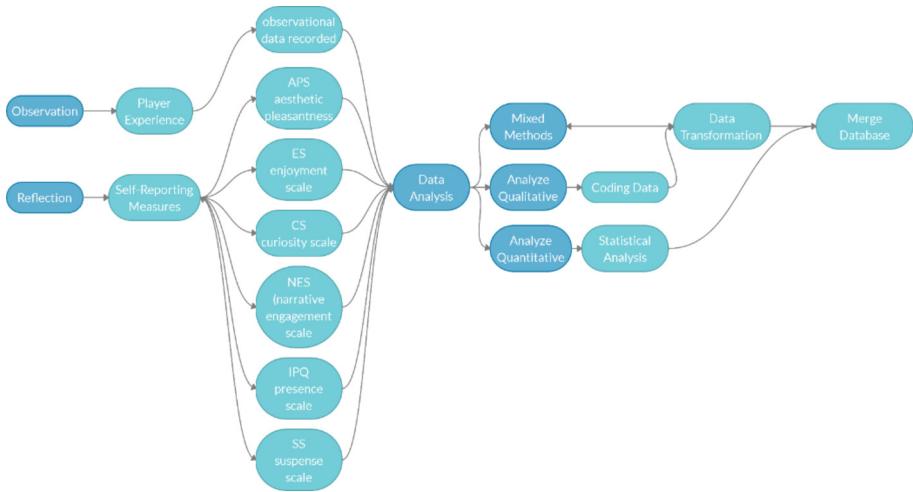 observational
data recorded
Observation
Player
Experience
APS
aesthetic
pleasantness
ES
enjoyment
scale
Reflection
Self-Reporting
Measures
CS
curiosity scale
NES
(narrative
engagement
scale
IPQ
presence
scale
SS
suspense
scale
Data
Analysis
Mixed
Methods
Analyze
Qualitative
Coding Data
Analyze
Quantitative
Statistical
Analysis
Data
Transformation
Merge
Database